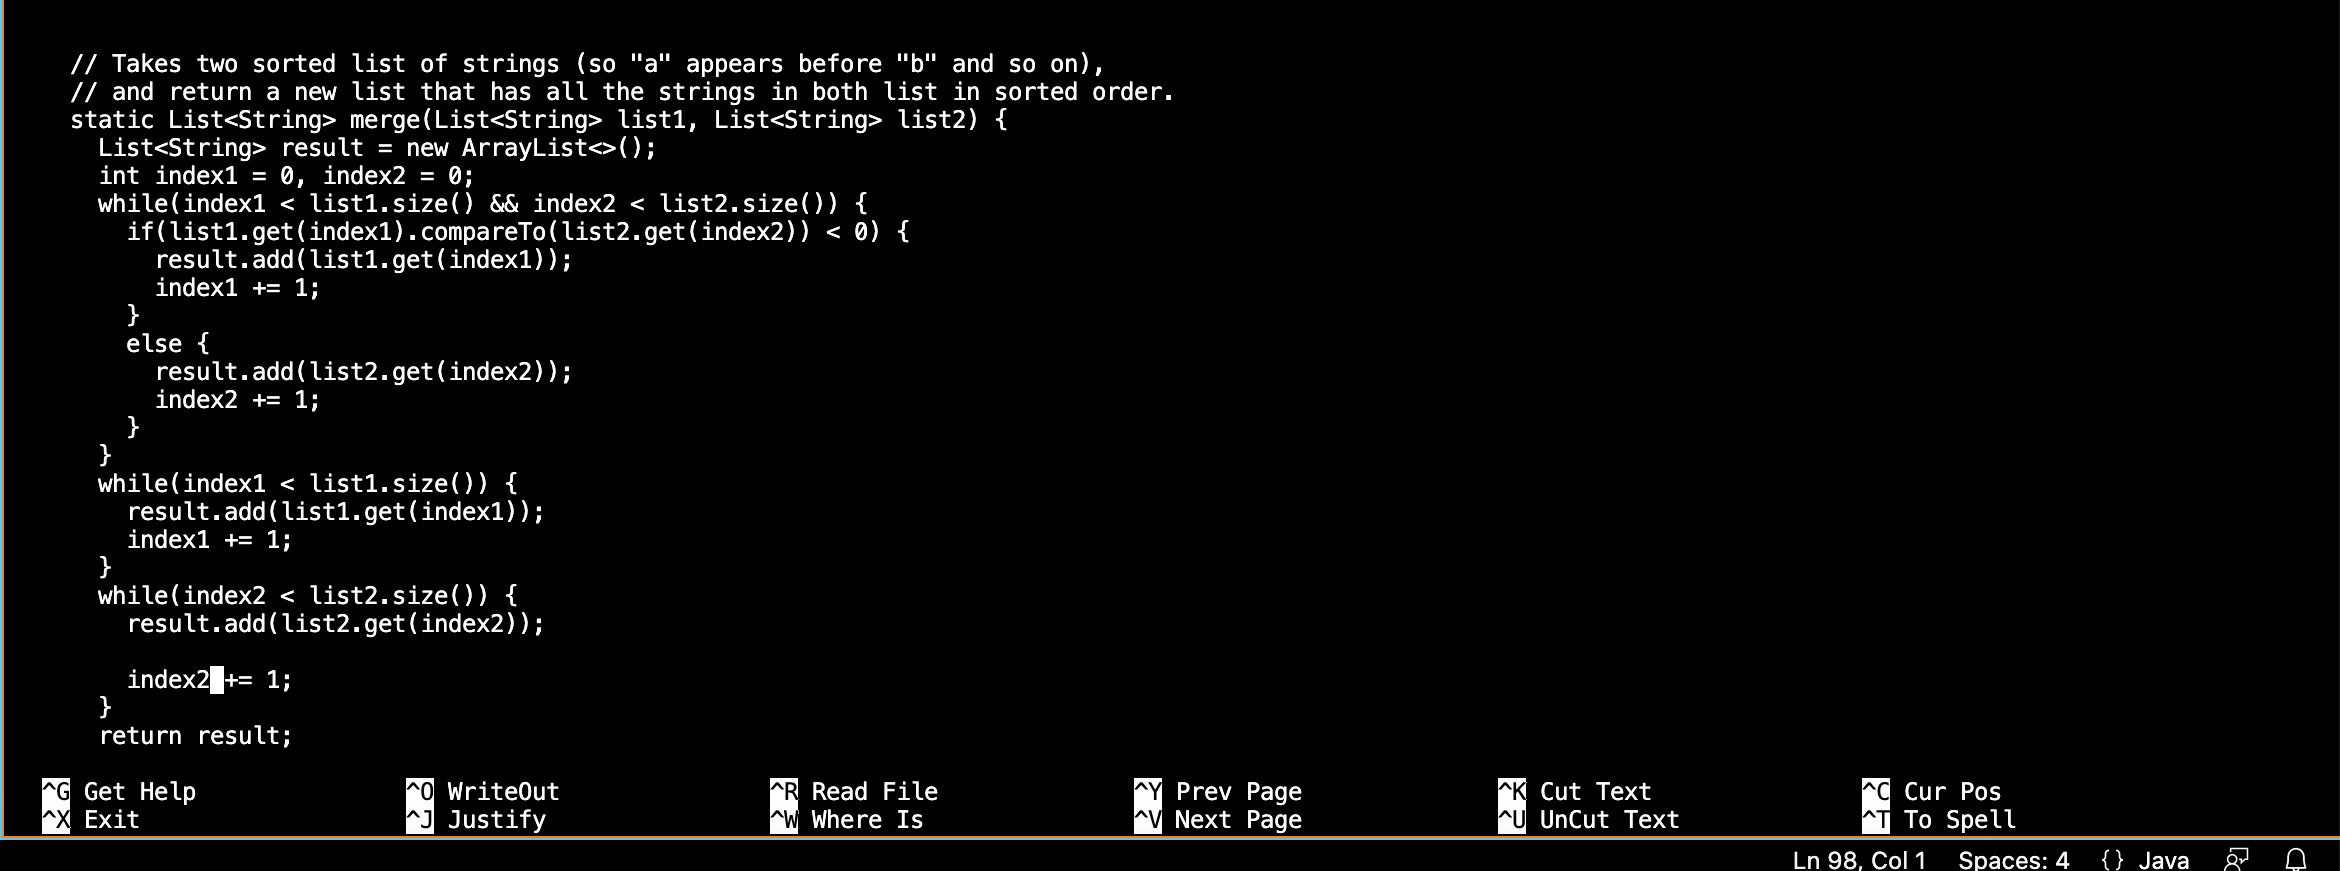 // Takes two sorted list of strings (so "a" appears before "b" and so on),
// and return a new list that has all the strings in both list in sorted order.
static List<String> merge(List<String> list1, List<String> list2) {
  List<String> result = new ArrayList<>();
  int index1 = 0, index2 = 0;
  while(index1 < list1.size() && index2 < list2.size()) {
    if(list1.get(index1).compareTo(list2.get(index2)) < 0) {
      result.add(list1.get(index1));
      index1 += 1;
    }
    else {
      result.add(list2.get(index2));
      index2 += 1;
    }
  }
  while(index1 < list1.size()) {
    result.add(list1.get(index1));
    index1 += 1;
  }
  while(index2 < list2.size()) {
    result.add(list2.get(index2));

    index2 += 1;
  }
  return result;

^G Get Help ^O WriteOut ^R Read File ^Y Prev Page ^K Cut Text ^C Cur Pos
^X Exit ^J Justify ^W Where Is ^V Next Page ^U UnCut Text ^T To Spell
Ln 98, Col 1 Spaces: 4 {} Java